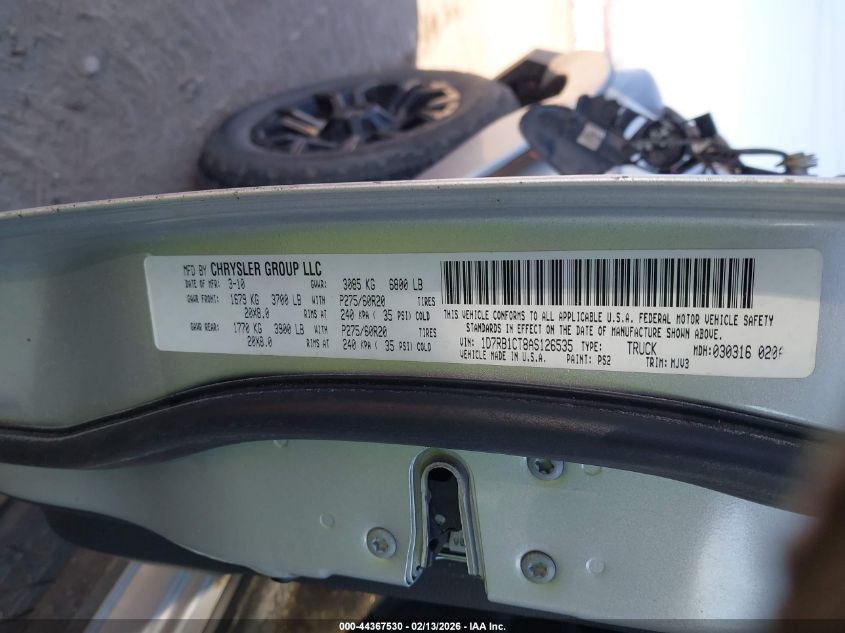 MFD BY CHRYSLER GROUP LLC
DATE OF MFR: 3-10 GVWR: 3085 KG 6800 LB
GAWR FRONT: 1679 KG 3700 LB WITH P275/60R20 TIRES
20X8.0 RIMS AT 240 KPA ( 35 PSI) COLD
GAWR REAR: 1770 KG 3900 LB WITH P275/60R20 TIRES
20X8.0 RIMS AT 240 KPA ( 35 PSI) COLD
THIS VEHICLE CONFORMS TO ALL APPLICABLE U.S.A. FEDERAL MOTOR VEHICLE SAFETY
STANDARDS IN EFFECT ON THE DATE OF MANUFACTURE SHOWN ABOVE.
VIN: 1D7RB1CT8AS126535 TYPE: TRUCK MDH: 030316 020A
VEHICLE MADE IN U.S.A. PAINT: PS2 TRIM: MJV3
000-44367530 - 02/13/2026 - IAA Inc.